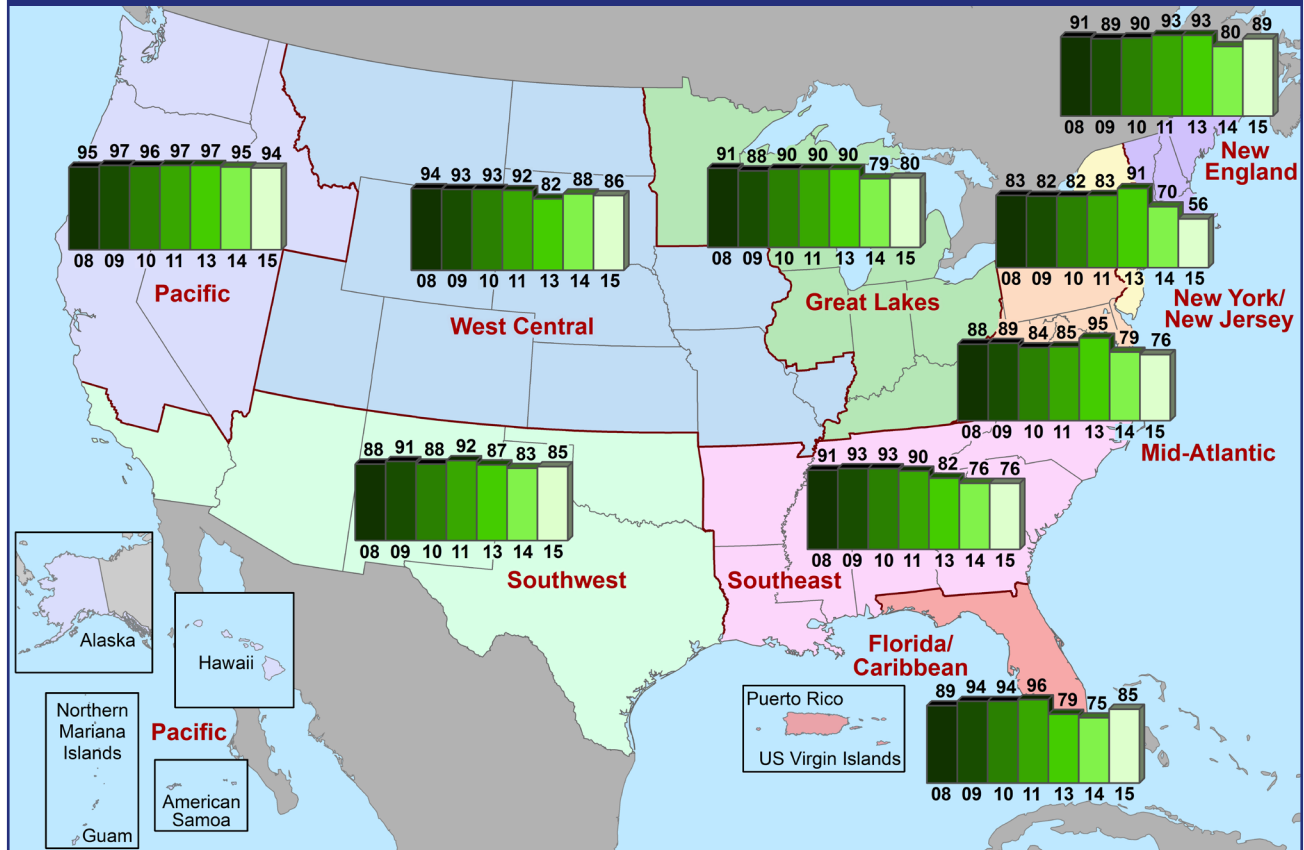 91 89 90 93 93 80 89
08 09 10 11 13 14 15
New
England
95 97 96 97 97 95 94
08 09 10 11 13 14 15
Pacific
94 93 93 92 82 88 86
08 09 10 11 13 14 15
West Central
91 88 90 90 90 79 80
08 09 10 11 13 14 15
Great Lakes
83 82 82 83 91 70 56
08 09 10 11 13 14 15
New York/
New Jersey
88 89 84 85 95 79 76
08 09 10 11 13 14 15
Mid-Atlantic
88 91 88 92 87 83 85
08 09 10 11 13 14 15
Southwest
91 93 93 90 82 76 76
08 09 10 11 13 14 15
Southeast
Florida/
Caribbean
89 94 94 96 79 75 85
08 09 10 11 13 14 15
Alaska
Hawaii
Northern
Mariana
Islands
Guam
Pacific
American
Samoa
Puerto Rico
US Virgin Islands